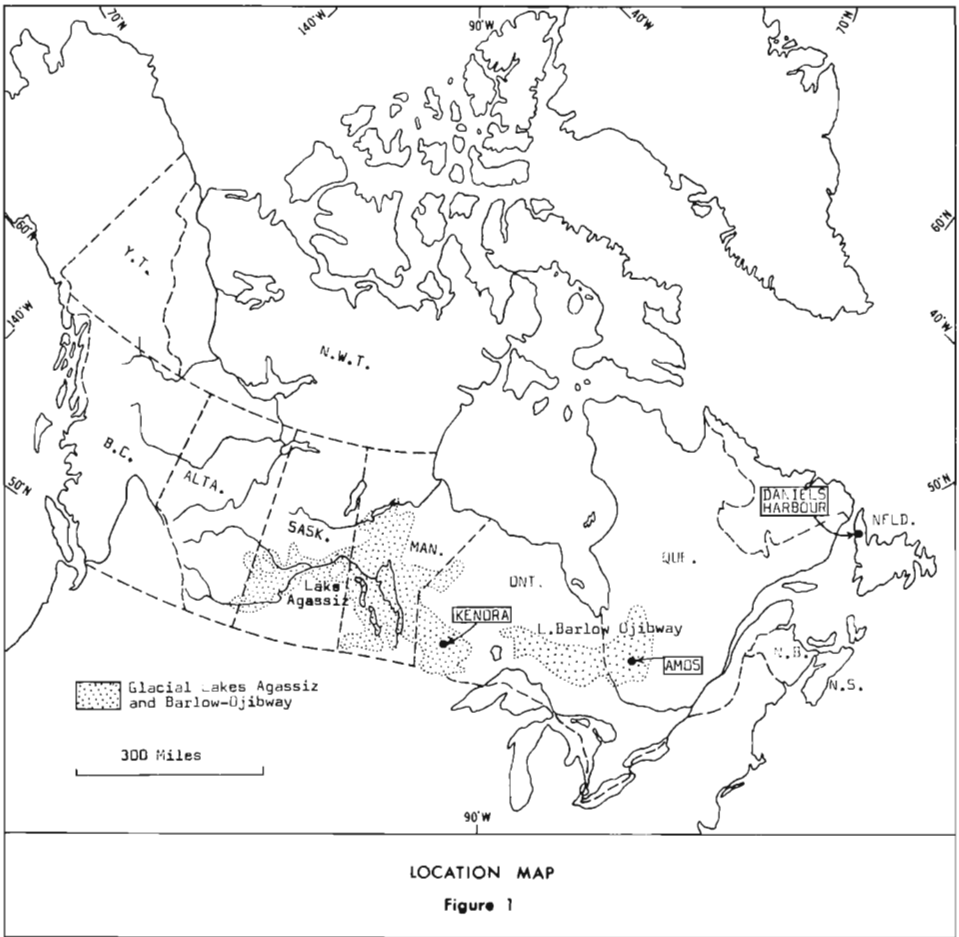 70°N
140°W
90°W
40°W
70°N
60°N
60°N
Y.T.
140°W
40°W
N.W.T.
B.C.
50°N
ALTA.
50°N
DANIELS
HARBOUR
NFLD.
SASK.
MAN.
QUE.
ONT.
Lake
Agassiz
KENORA
L.Barlow Ojibway
N.B.
AMOS
N.S.
Glacial Lakes Agassiz
and Barlow-Ojibway
300 Miles
90°W
LOCATION MAP
Figure 1